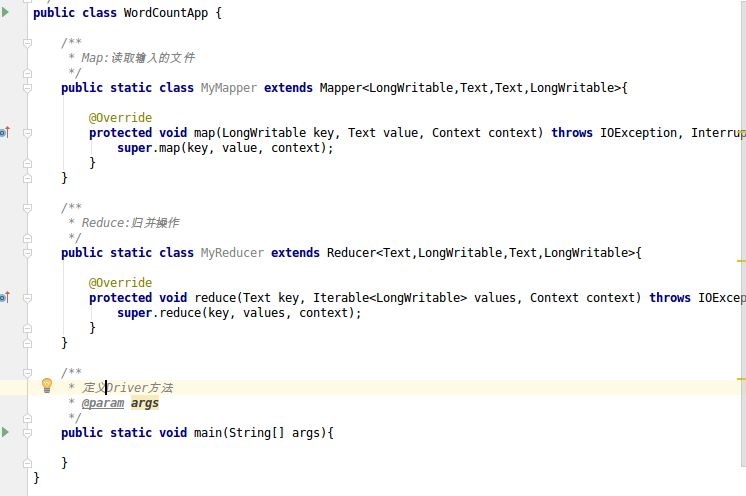 public class WordCountApp {
/**
* Map:读取输入的文件
*/
public static class MyMapper extends Mapper<LongWritable,Text,Text,LongWritable>{
@Override
protected void map(LongWritable key, Text value, Context context) throws IOException, Interrup
super.map(key, value, context);
}
}
/**
* Reduce:归并操作
*/
public static class MyReducer extends Reducer<Text,LongWritable,Text,LongWritable>{
@Override
protected void reduce(Text key, Iterable<LongWritable> values, Context context) throws IOExcep
super.reduce(key, values, context);
}
}
/**
* 定义Driver方法
* @param args
*/
public static void main(String[] args){
}
}